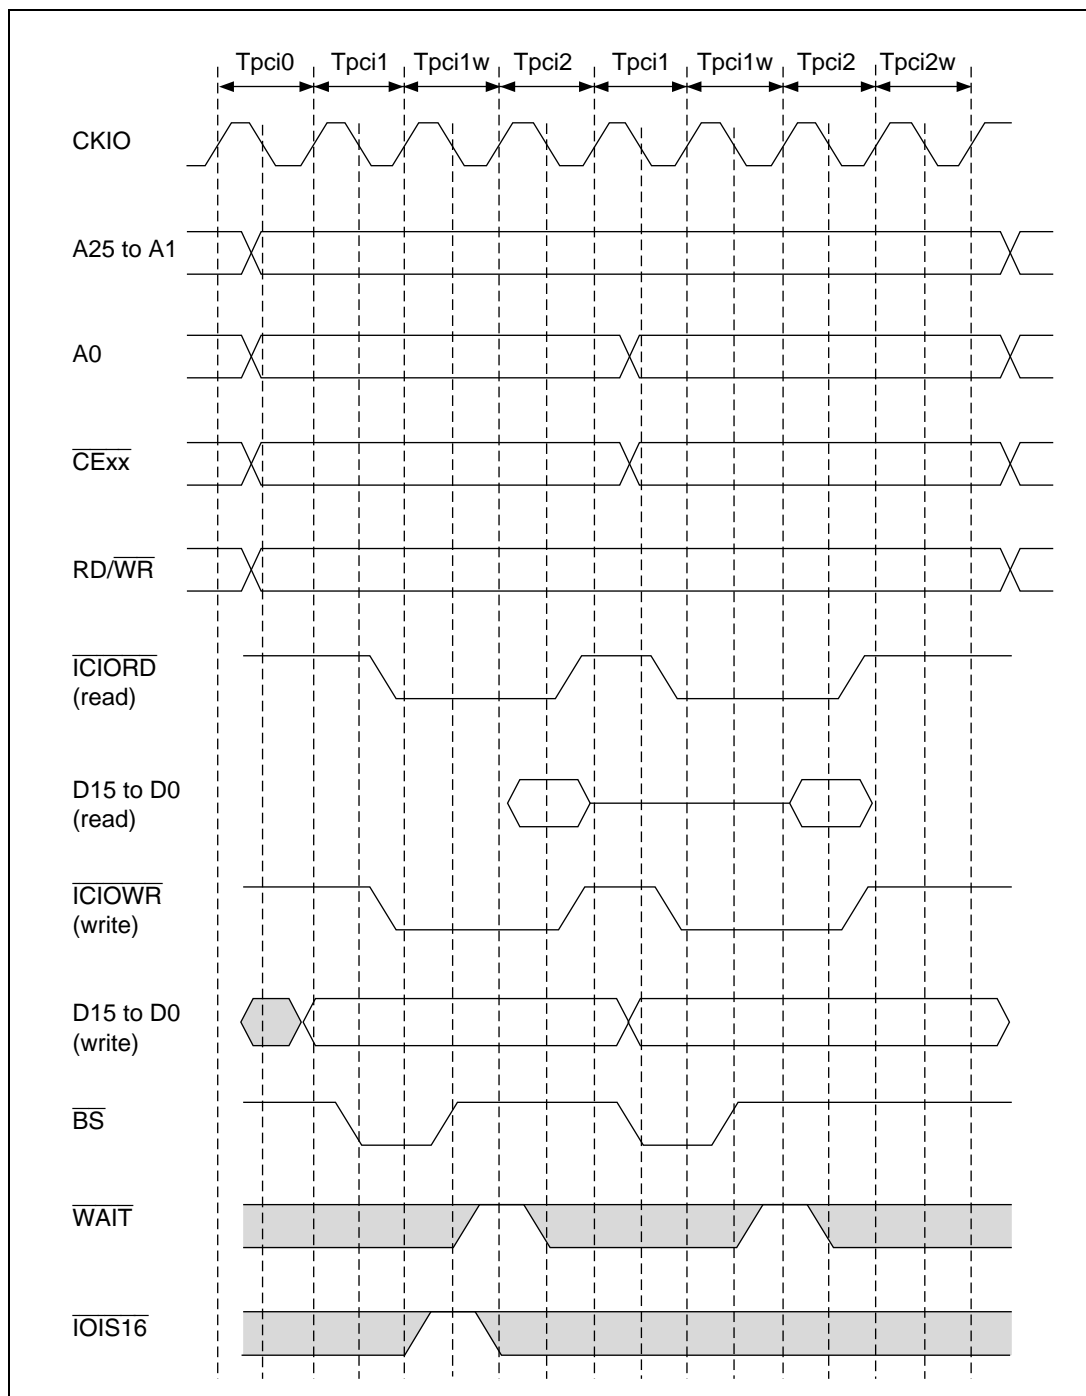 Tpci0 Tpci1 Tpci1w Tpci2 Tpci1 Tpci1w Tpci2 Tpci2w
CKIO
A25 to A1
A0
CExx
RD/WR
ICIORD
(read)
D15 to D0
(read)
ICIOWR
(write)
D15 to D0
(write)
BS
WAIT
IOIS16